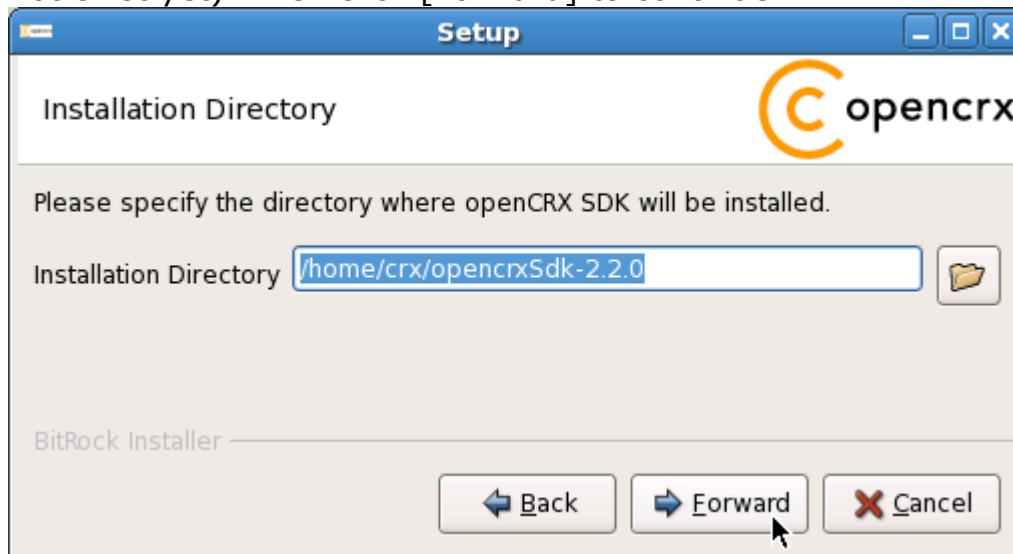 Setup
Installation Directory
opencrx
Please specify the directory where openCRX SDK will be installed.
Installation Directory /home/crx/opencrxSdk-2.2.0
BitRock Installer
Back Forward Cancel